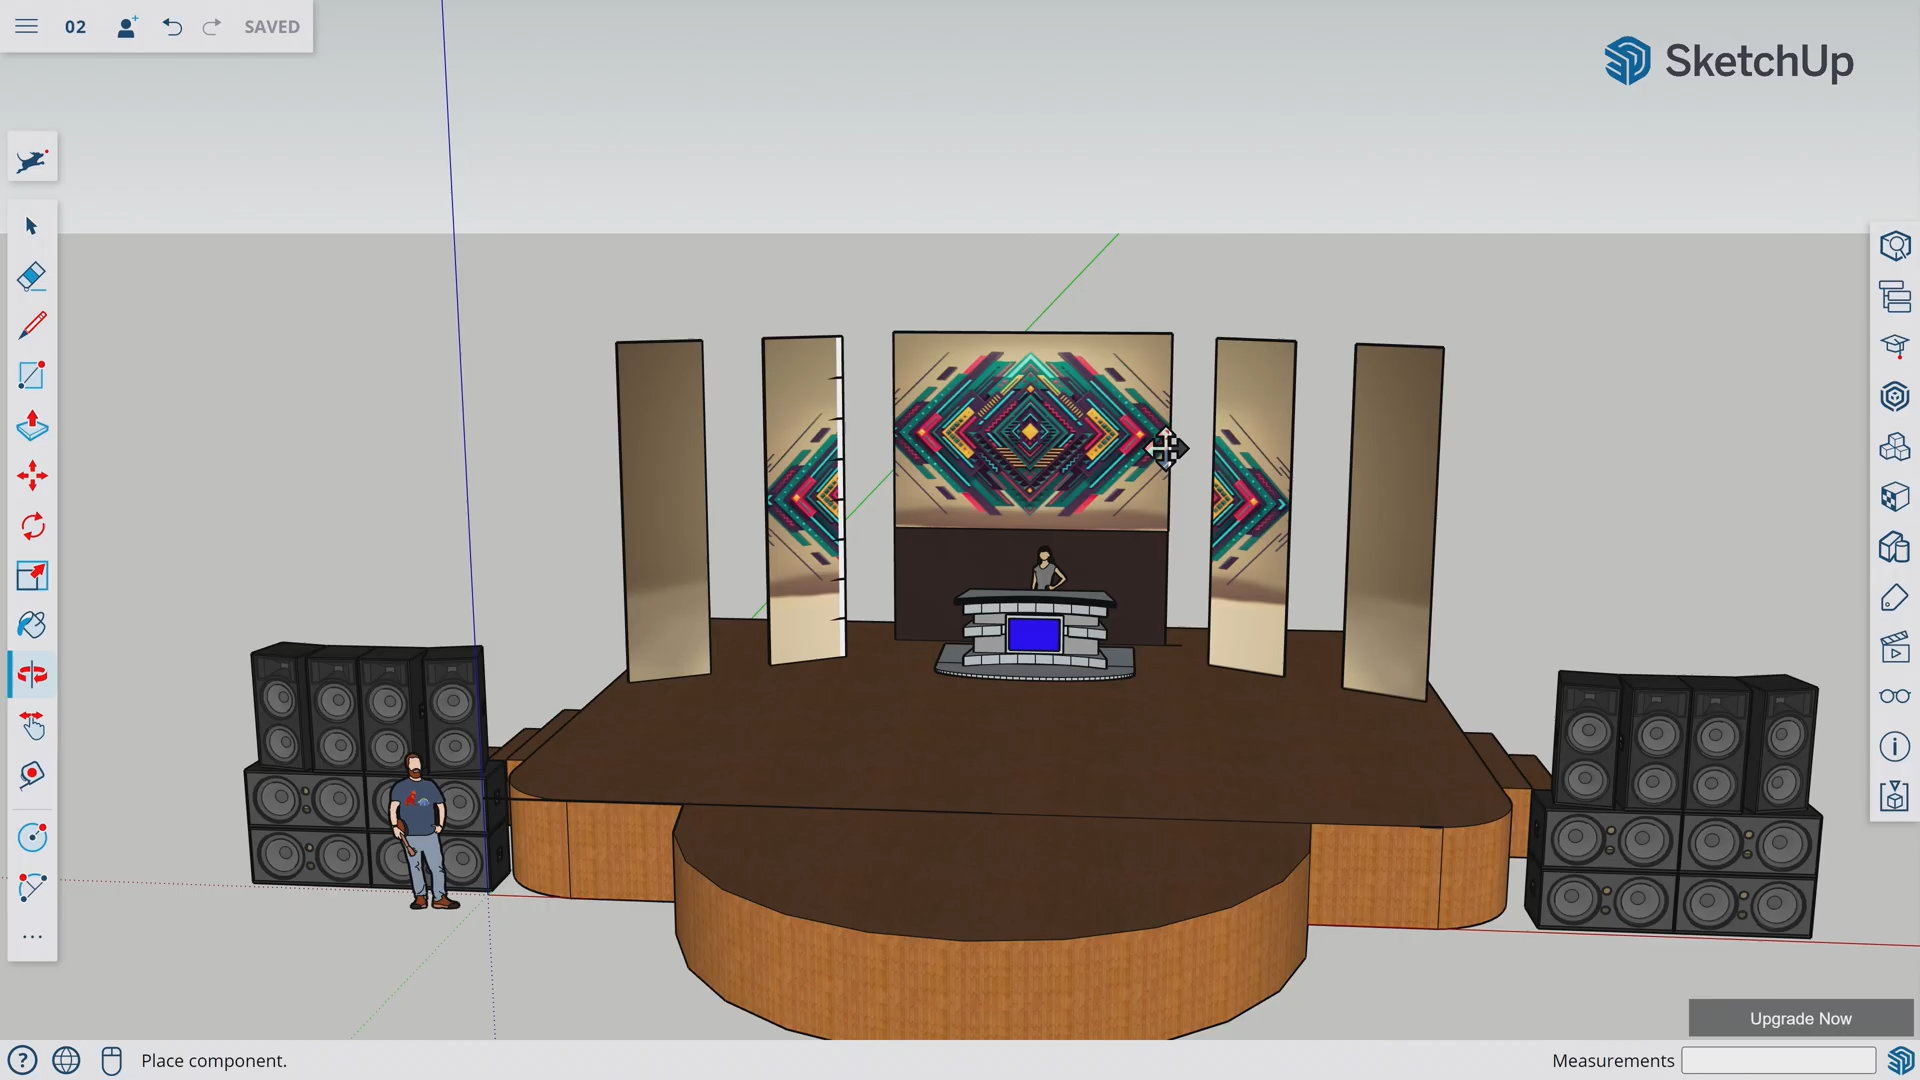 02
SAVED
SketchUp
Upgrade Now
Place component.
Measurements